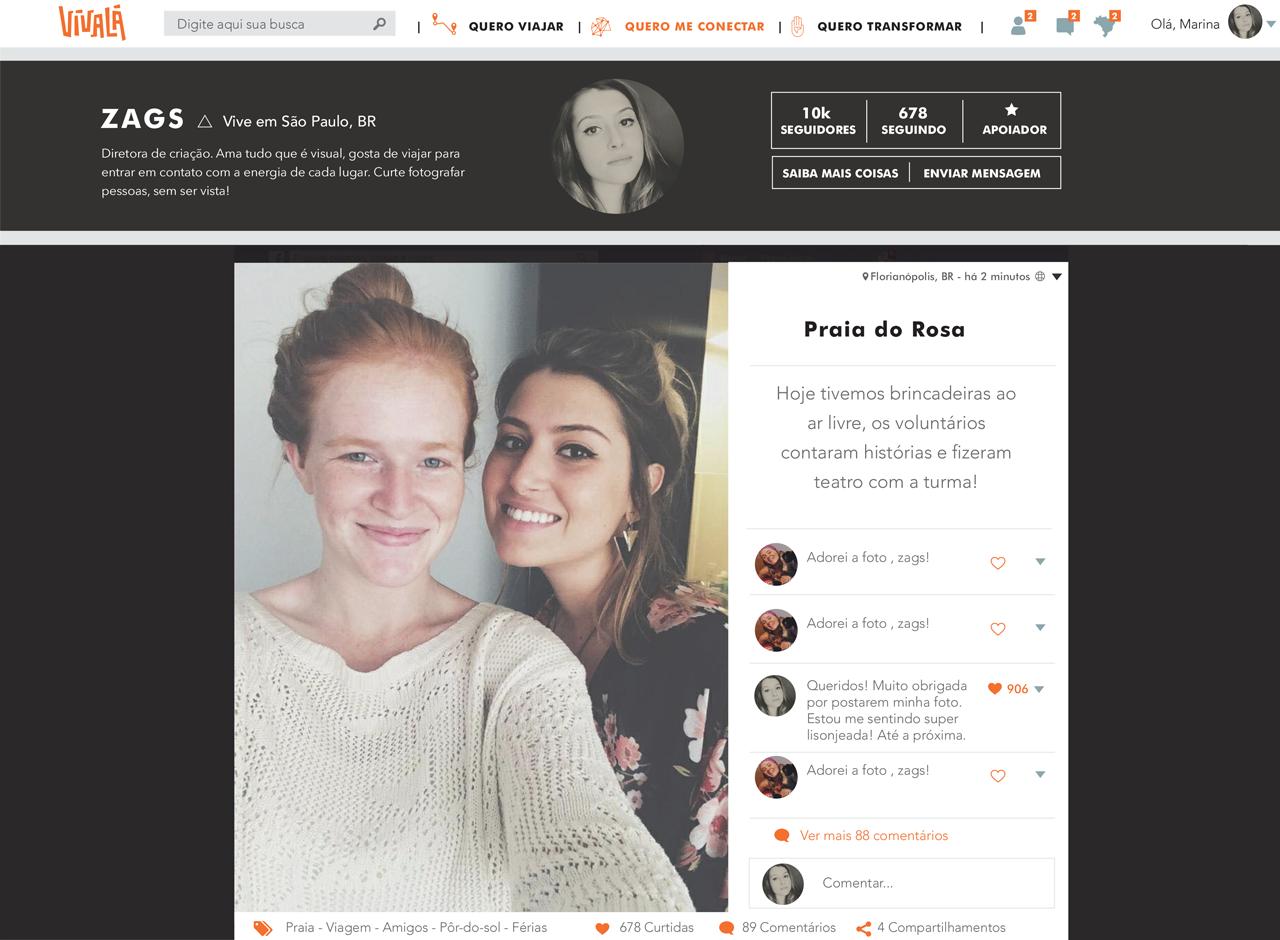 VIVALÁ
Digite aqui sua busca
QUERO VIAJAR
QUERO ME CONECTAR
QUERO TRANSFORMAR
2
2
2
Olá, Marina
ZAGS
Vive em São Paulo, BR
Diretora de criação. Ama tudo que é visual, gosta de viajar para
entrar em contato com a energia de cada lugar. Curte fotografar
pessoas, sem ser vista!
10k
SEGUIDORES
678
SEGUINDO
APOIADOR
SAIBA MAIS COISAS
ENVIAR MENSAGEM
Florianópolis, BR - há 2 minutos
Praia do Rosa
Hoje tivemos brincadeiras ao
ar livre, os voluntários
contaram histórias e fizeram
teatro com a turma!
Adorei a foto , zags!
Adorei a foto , zags!
Queridos! Muito obrigada
por postarem minha foto.
Estou me sentindo super
lisonjeada! Até a próxima.
906
Adorei a foto , zags!
Ver mais 88 comentários
Comentar...
Praia - Viagem - Amigos - Pôr-do-sol - Férias
678 Curtidas
89 Comentários
4 Compartilhamentos